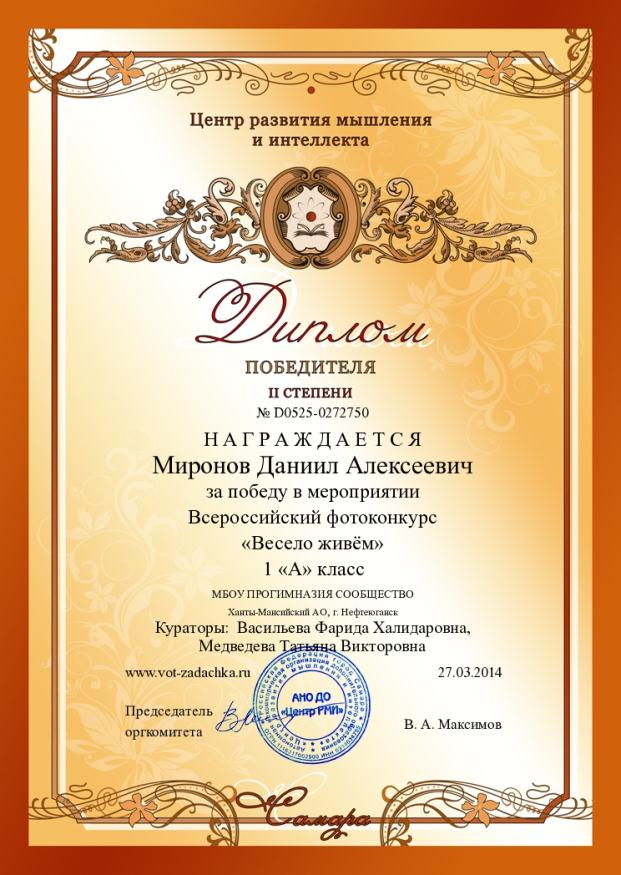 Центр развития мышления
и интеллекта
Диплом
ПОБЕДИТЕЛЯ
II СТЕПЕНИ
№ D0525-0272750
НАГРАЖДАЕТСЯ
Миронов Даниил Алексеевич
за победу в мероприятии
Всероссийский фотоконкурс
«Весело живём»
1 «А» класс
МБОУ ПРОГИМНАЗИЯ СООБЩЕСТВО
Ханты-Мансийский АО, г. Нефтеюганск
Кураторы: Васильева Фарида Халидаровна,
Медведева Татьяна Викторовна
www.vot-zadachka.ru 27.03.2014
АНО ДО
«Центр РМИ»
Председатель
оргкомитета
В. А. Максимов
Самара